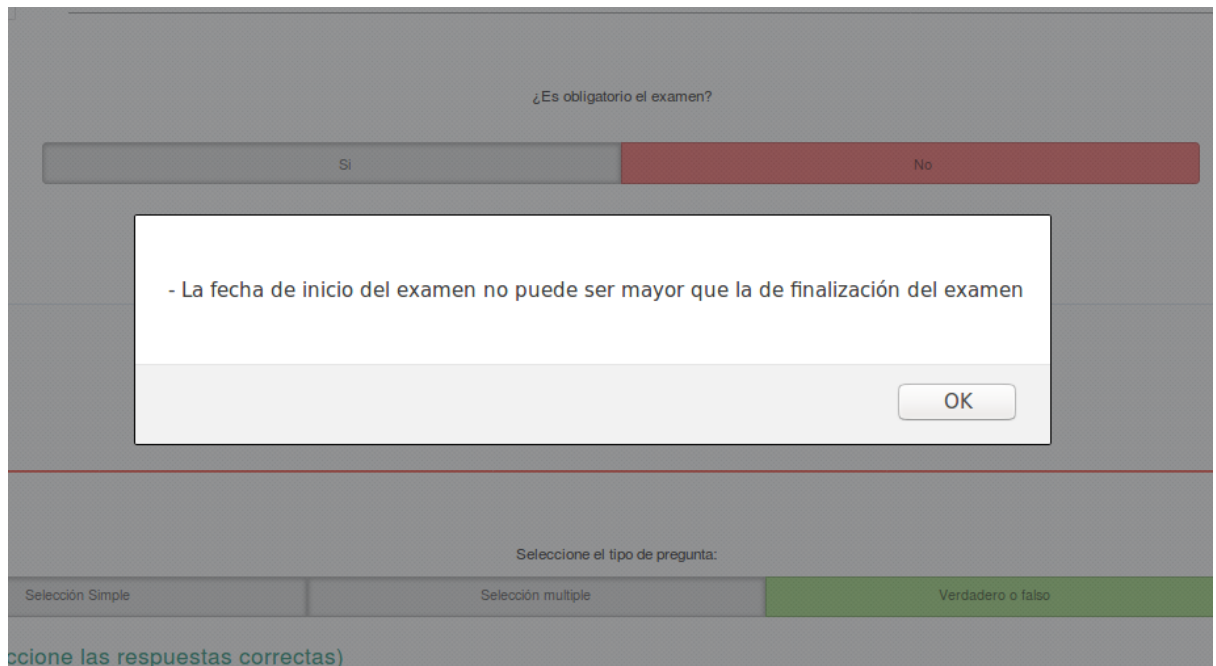 ¿Es obligatorio el examen?
Si No
- La fecha de inicio del examen no puede ser mayor que la de finalización del examen
OK
Seleccione el tipo de pregunta:
Selección Simple Selección multiple Verdadero o falso
ccione las respuestas correctas)